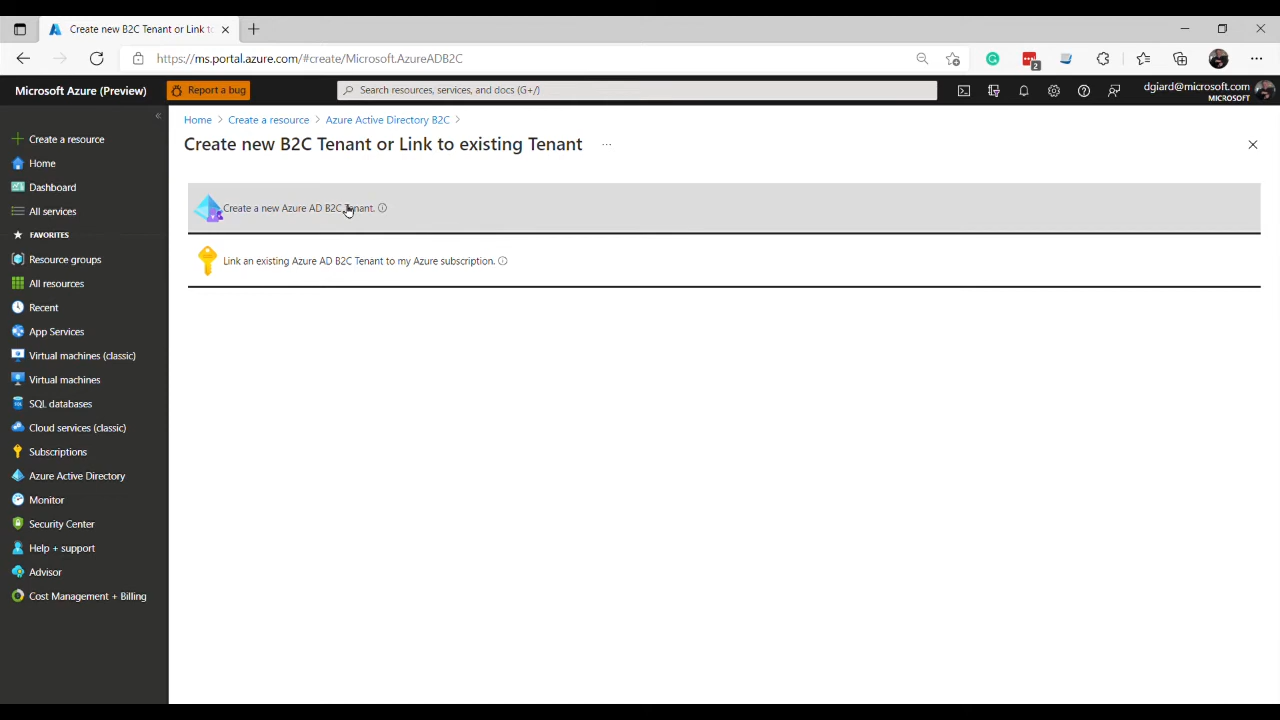 Create new B2C Tenant or Link to
https://ms.portal.azure.com/#create/Microsoft.AzureADB2C
2
Microsoft Azure (Preview)
Report a bug
Search resources, services, and docs (G+/)
dgiard@microsoft.com
MICROSOFT
Create a resource
Home
Dashboard
All services
FAVORITES
Resource groups
All resources
Recent
App Services
Virtual machines (classic)
Virtual machines
SQL databases
Cloud services (classic)
Subscriptions
Azure Active Directory
Monitor
Security Center
Help + support
Advisor
Cost Management + Billing
Home > Create a resource > Azure Active Directory B2C >
Create new B2C Tenant or Link to existing Tenant ...
Create a new Azure AD B2C Tenant.
Link an existing Azure AD B2C Tenant to my Azure subscription.